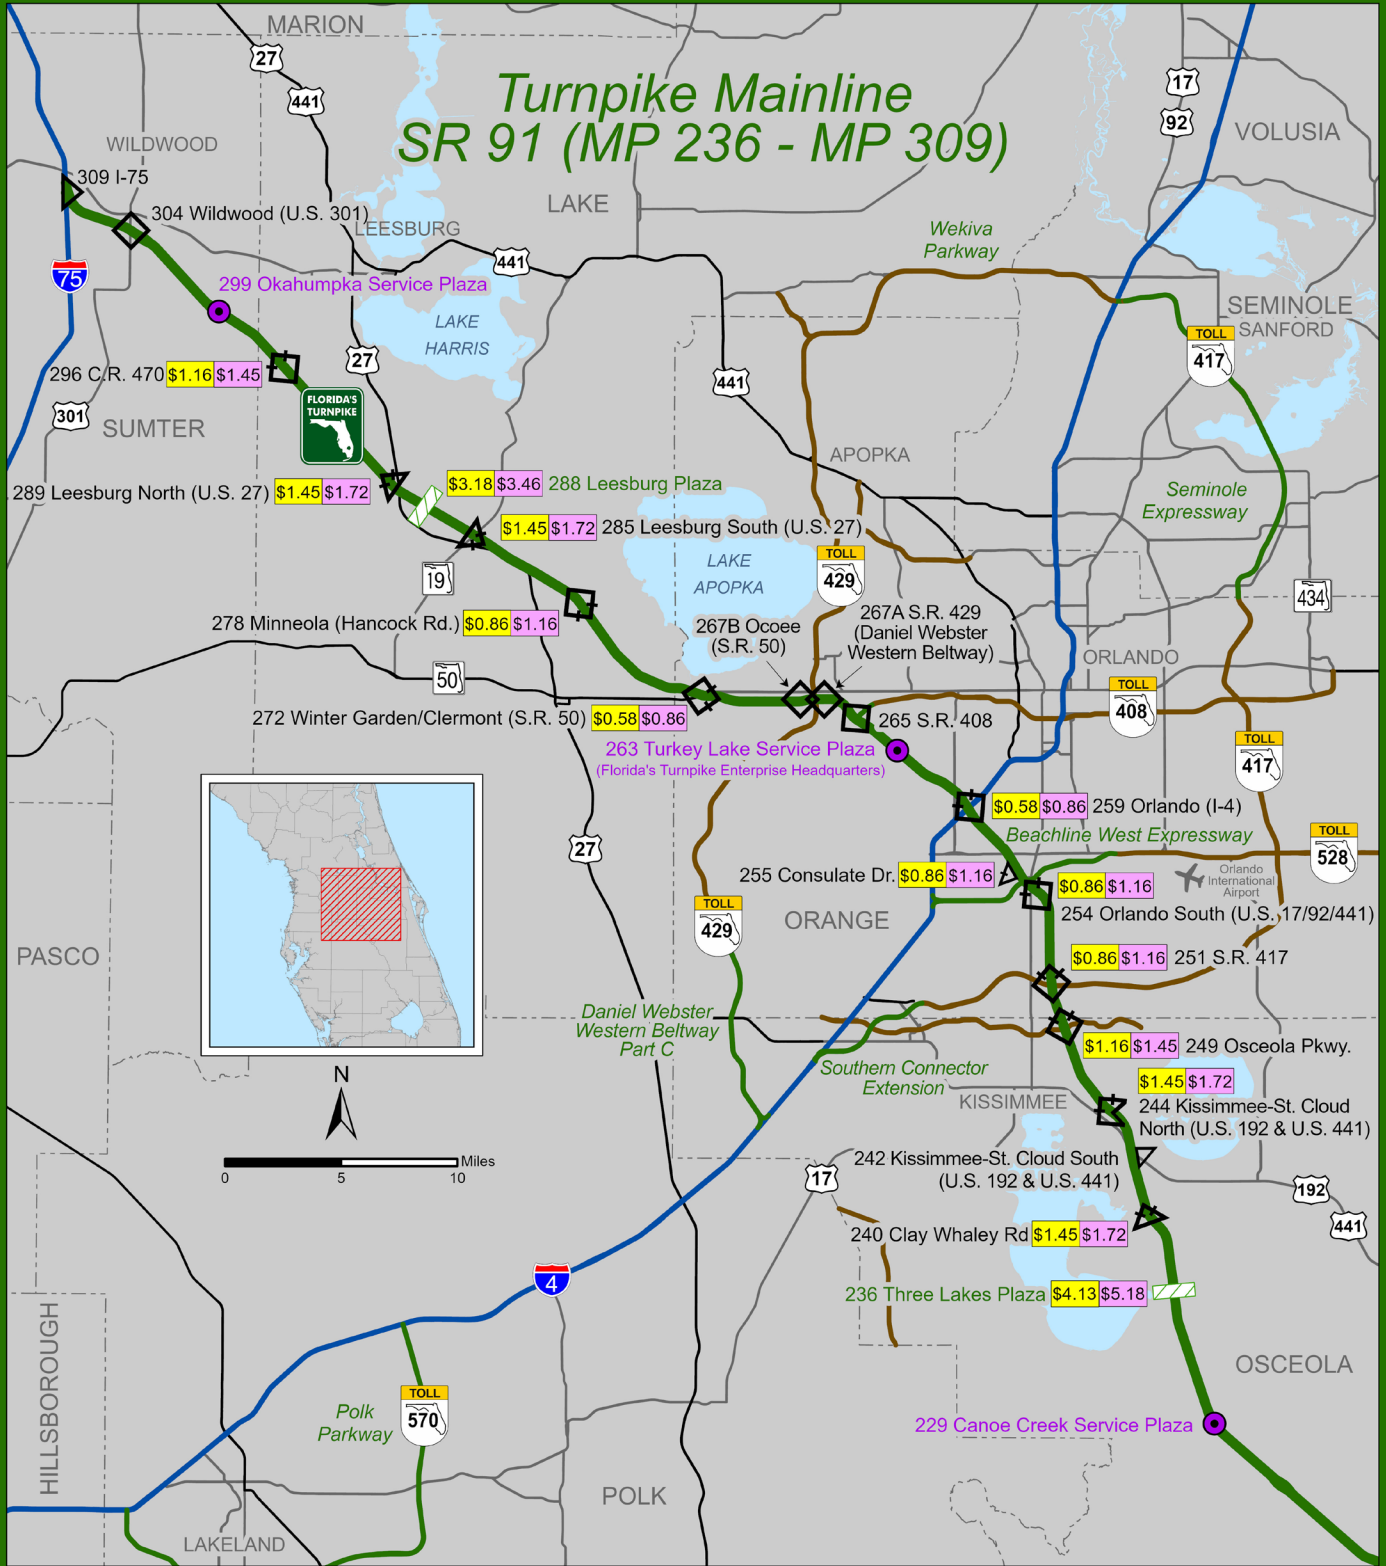 MARION
27
441
Turnpike Mainline
SR 91 (MP 236 - MP 309)
17
92
VOLUSIA
WILDWOOD
309 I-75
304 Wildwood (U.S. 301)
LAKE
LEESBURG
Wekiva
Parkway
441
75
299 Okahumpka Service Plaza
LAKE
HARRIS
SEMINOLE
SANFORD
TOLL
417
27
296 C.R. 470 $1.16 $1.45
441
301
SUMTER
FLORIDA'S
TURNPIKE
APOPKA
289 Leesburg North (U.S. 27) $1.45 $1.72
$3.18 $3.46 288 Leesburg Plaza
Seminole
Expressway
$1.45 $1.72 285 Leesburg South (U.S. 27)
LAKE
APOPKA
TOLL
429
19
434
278 Minneola (Hancock Rd.) $0.86 $1.16
267B Ocoee
(S.R. 50)
267A S.R. 429
(Daniel Webster
Western Beltway)
ORLANDO
50
TOLL
408
272 Winter Garden/Clermont (S.R. 50) $0.58 $0.86
265 S.R. 408
263 Turkey Lake Service Plaza
(Florida's Turnpike Enterprise Headquarters)
TOLL
417
$0.58 $0.86 259 Orlando (I-4)
Beachline West Expressway
27
TOLL
528
255 Consulate Dr. $0.86 $1.16
Orlando
International
Airport
$0.86 $1.16
254 Orlando South (U.S. 17/92/441)
TOLL
429
ORANGE
PASCO
$0.86 $1.16 251 S.R. 417
Daniel Webster
Western Beltway
Part C
$1.16 $1.45 249 Osceola Pkwy.
Southern Connector
Extension
N
$1.45 $1.72
244 Kissimmee-St. Cloud
North (U.S. 192 & U.S. 441)
KISSIMMEE
Miles
0 5 10
242 Kissimmee-St. Cloud South
(U.S. 192 & U.S. 441)
17
192
441
240 Clay Whaley Rd $1.45 $1.72
4
236 Three Lakes Plaza $4.13 $5.18
HILLSBOROUGH
OSCEOLA
TOLL
570
Polk
Parkway
229 Canoe Creek Service Plaza
POLK
LAKELAND